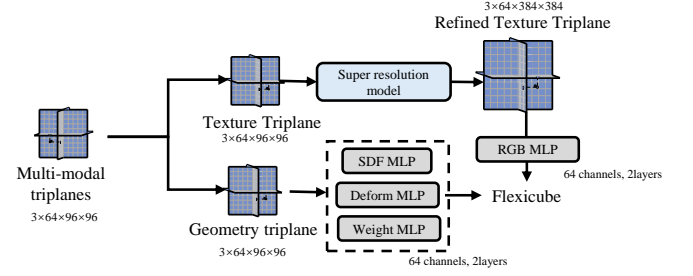 3×64×384×384
Refined Texture Triplane
Super resolution
model
Texture Triplane
3×64×96×96
RGB MLP
64 channels, 2layers
Multi-modal
triplanes
3×64×96×96
SDF MLP
Deform MLP
Weight MLP
Flexicube
Geometry triplane
3×64×96×96
64 channels, 2layers